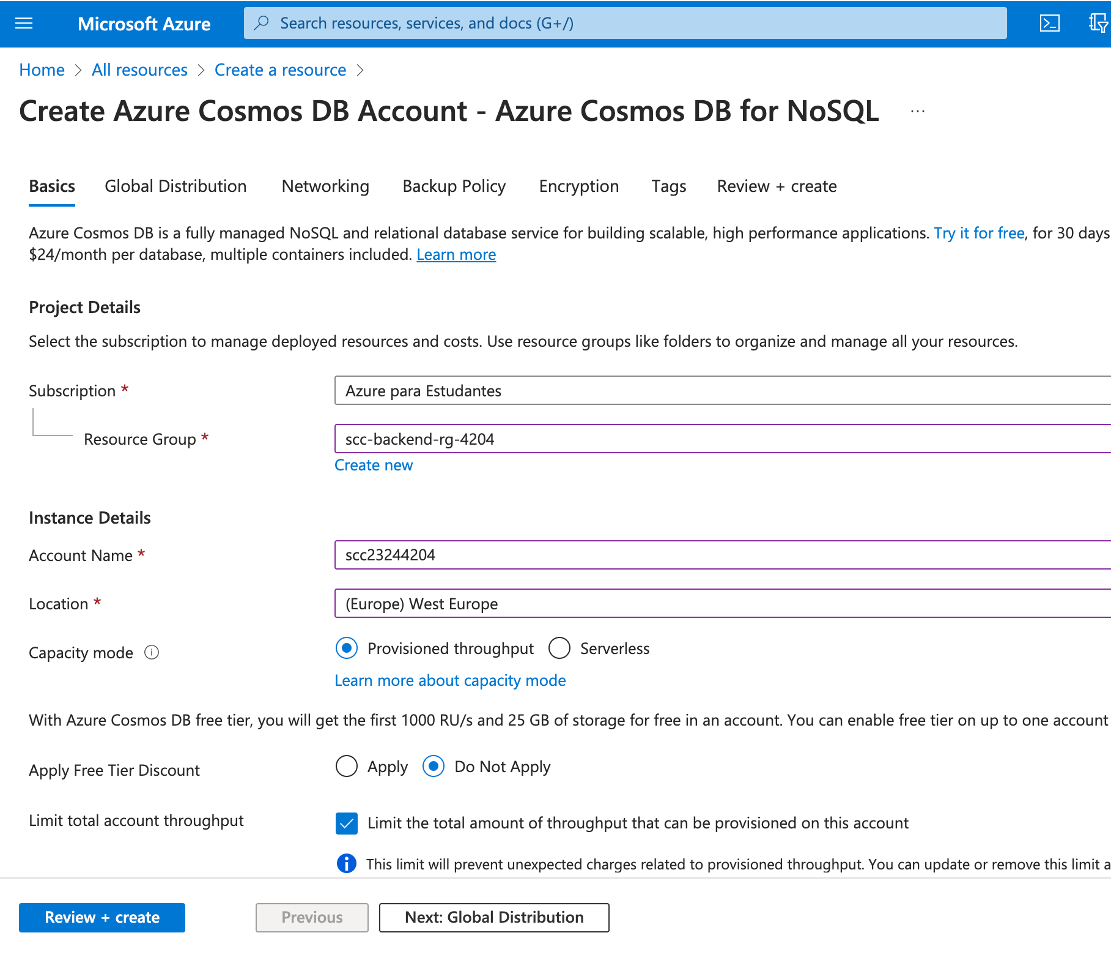 Microsoft Azure
Search resources, services, and docs (G+/)
Home > All resources > Create a resource >
Create Azure Cosmos DB Account - Azure Cosmos DB for NoSQL ...
Basics Global Distribution Networking Backup Policy Encryption Tags Review + create
Azure Cosmos DB is a fully managed NoSQL and relational database service for building scalable, high performance applications. Try it for free, for 30 days
$24/month per database, multiple containers included. Learn more
Project Details
Select the subscription to manage deployed resources and costs. Use resource groups like folders to organize and manage all your resources.
Subscription * Azure para Estudantes
Resource Group * scc-backend-rg-4204
Create new
Instance Details
Account Name * scc23244204
Location * (Europe) West Europe
Capacity mode Provisioned throughput Serverless
Learn more about capacity mode
With Azure Cosmos DB free tier, you will get the first 1000 RU/s and 25 GB of storage for free in an account. You can enable free tier on up to one account
Apply Free Tier Discount Apply Do Not Apply
Limit total account throughput Limit the total amount of throughput that can be provisioned on this account
This limit will prevent unexpected charges related to provisioned throughput. You can update or remove this limit a
Review + create Previous Next: Global Distribution